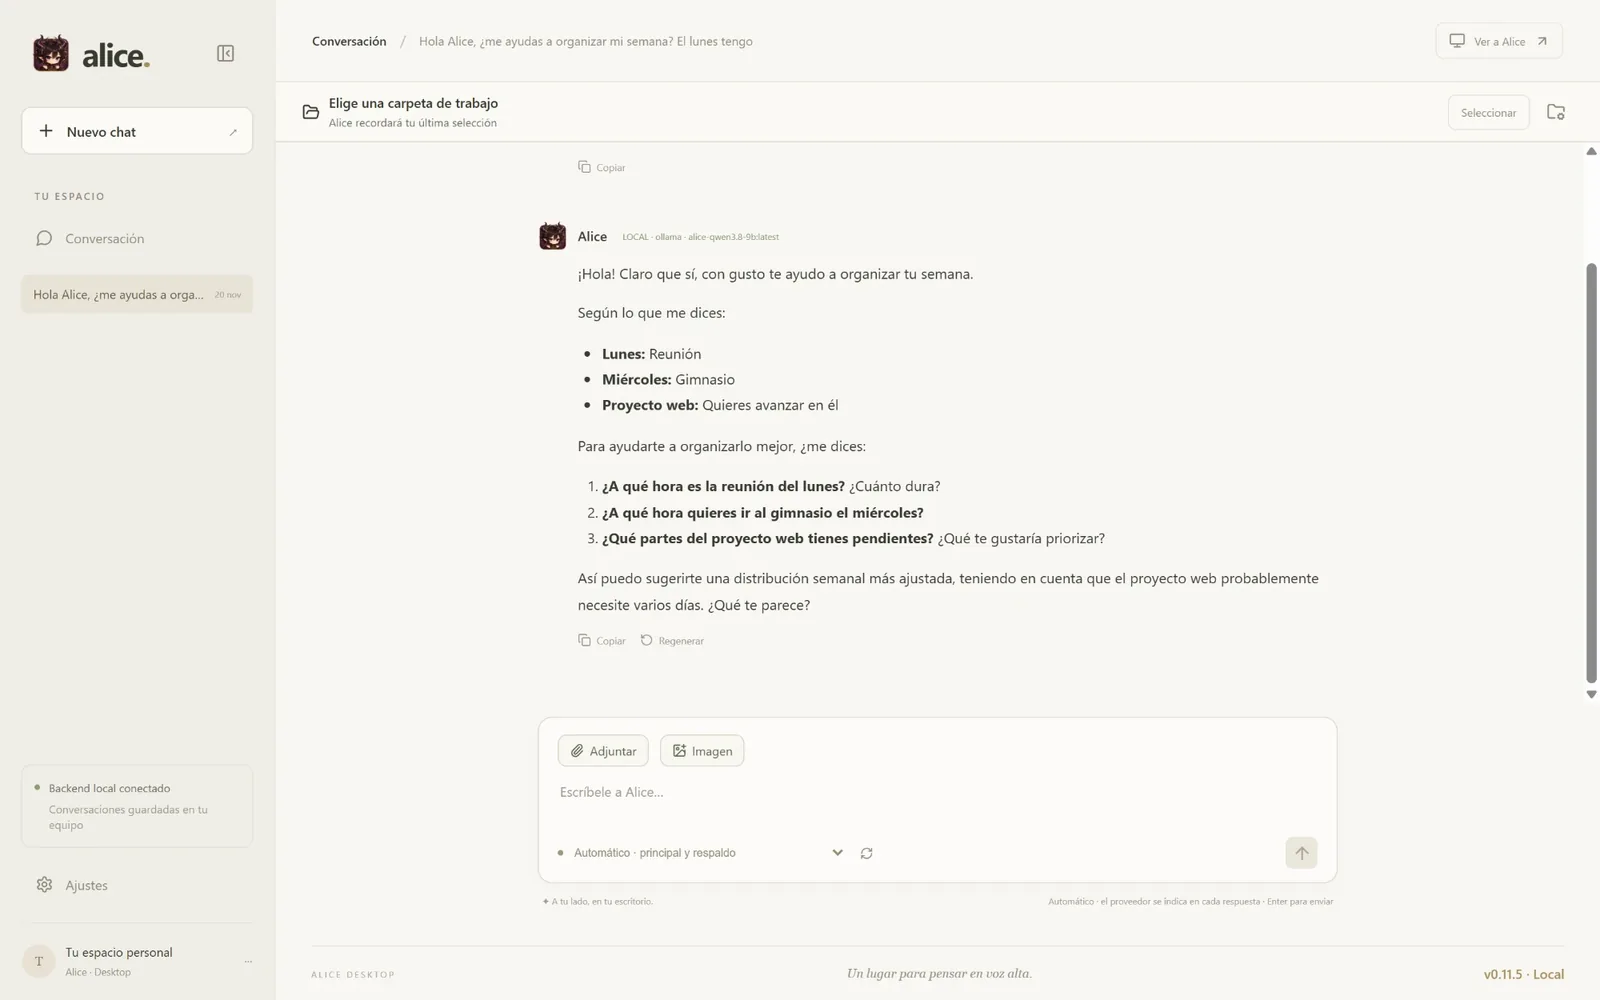 alice.
Nuevo chat
TU ESPACIO
Conversación
Hola Alice, ¿me ayudas a orga... 20 nov
Backend local conectado
Conversaciones guardadas en tu
equipo
Ajustes
T
Tu espacio personal
Alice · Desktop
Conversación / Hola Alice, ¿me ayudas a organizar mi semana? El lunes tengo
Ver a Alice
Elige una carpeta de trabajo
Alice recordará tu última selección
Seleccionar
Copiar
Alice LOCAL · ollama · alice-qwen3.8-9b:latest
¡Hola! Claro que sí, con gusto te ayudo a organizar tu semana.
Según lo que me dices:
• Lunes: Reunión
• Miércoles: Gimnasio
• Proyecto web: Quieres avanzar en él
Para ayudarte a organizarlo mejor, ¿me dices:
1. ¿A qué hora es la reunión del lunes? ¿Cuánto dura?
2. ¿A qué hora quieres ir al gimnasio el miércoles?
3. ¿Qué partes del proyecto web tienes pendientes? ¿Qué te gustaría priorizar?
Así puedo sugerirte una distribución semanal más ajustada, teniendo en cuenta que el proyecto web probablemente
necesite varios días. ¿Qué te parece?
Copiar Regenerar
Adjuntar Imagen
Escríbele a Alice...
Automático · principal y respaldo
A tu lado, en tu escritorio.
Automático · el proveedor se indica en cada respuesta · Enter para enviar
ALICE DESKTOP
Un lugar para pensar en voz alta.
v0.11.5 · Local